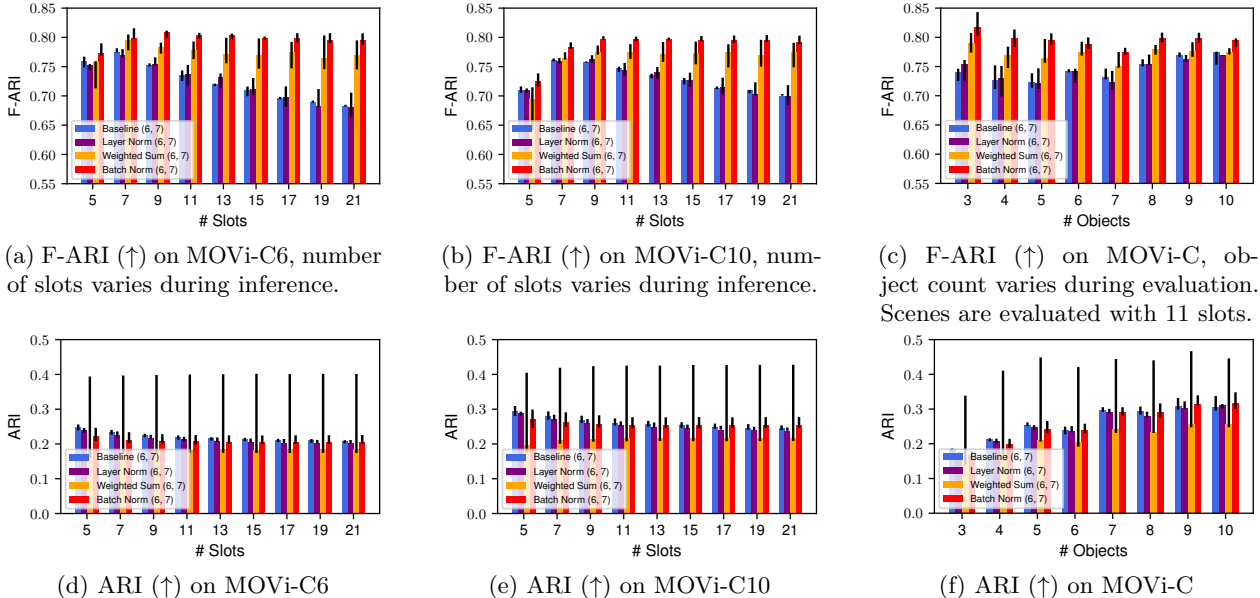 0.85
0.80
0.75
0.70
0.65
0.60
0.55
F-ARI
Baseline (6, 7)
Layer Norm (6, 7)
Weighted Sum (6, 7)
Batch Norm (6, 7)
5 7 9 11 13 15 17 19 21
# Slots
(a) F-ARI (↑) on MOVi-C6, number
of slots varies during inference.
0.85
0.80
0.75
0.70
0.65
0.60
0.55
F-ARI
Baseline (6, 7)
Layer Norm (6, 7)
Weighted Sum (6, 7)
Batch Norm (6, 7)
5 7 9 11 13 15 17 19 21
# Slots
(b) F-ARI (↑) on MOVi-C10, num-
ber of slots varies during inference.
0.85
0.80
0.75
0.70
0.65
0.60
0.55
F-ARI
Baseline (6, 7)
Layer Norm (6, 7)
Weighted Sum (6, 7)
Batch Norm (6, 7)
3 4 5 6 7 8 9 10
# Objects
(c) F-ARI (↑) on MOVi-C, ob-
ject count varies during evaluation.
Scenes are evaluated with 11 slots.
0.5
0.4
0.3
0.2
0.1
0.0
ARI
Baseline (6, 7)
Layer Norm (6, 7)
Weighted Sum (6, 7)
Batch Norm (6, 7)
5 7 9 11 13 15 17 19 21
# Slots
(d) ARI (↑) on MOVi-C6
0.5
0.4
0.3
0.2
0.1
0.0
ARI
Baseline (6, 7)
Layer Norm (6, 7)
Weighted Sum (6, 7)
Batch Norm (6, 7)
5 7 9 11 13 15 17 19 21
# Slots
(e) ARI (↑) on MOVi-C10
0.5
0.4
0.3
0.2
0.1
0.0
ARI
Baseline (6, 7)
Layer Norm (6, 7)
Weighted Sum (6, 7)
Batch Norm (6, 7)
3 4 5 6 7 8 9 10
# Objects
(f) ARI (↑) on MOVi-C